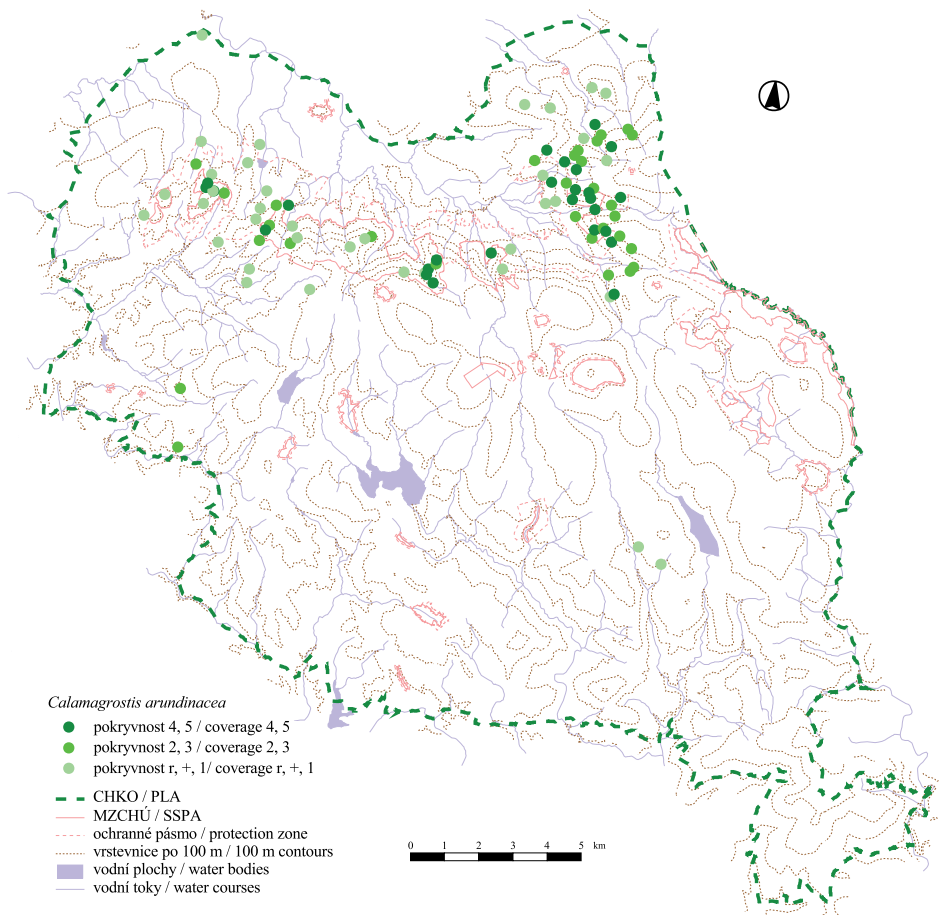 Calamagrostis arundinacea
pokryvnost 4, 5 / coverage 4, 5
pokryvnost 2, 3 / coverage 2, 3
pokryvnost r, +, 1/ coverage r, +, 1
CHKO / PLA
MZCHÚ / SSPA
ochranné pásmo / protection zone
vrstevnice po 100 m / 100 m contours
vodní plochy / water bodies
vodní toky / water courses
0 1 2 3 4 5 km